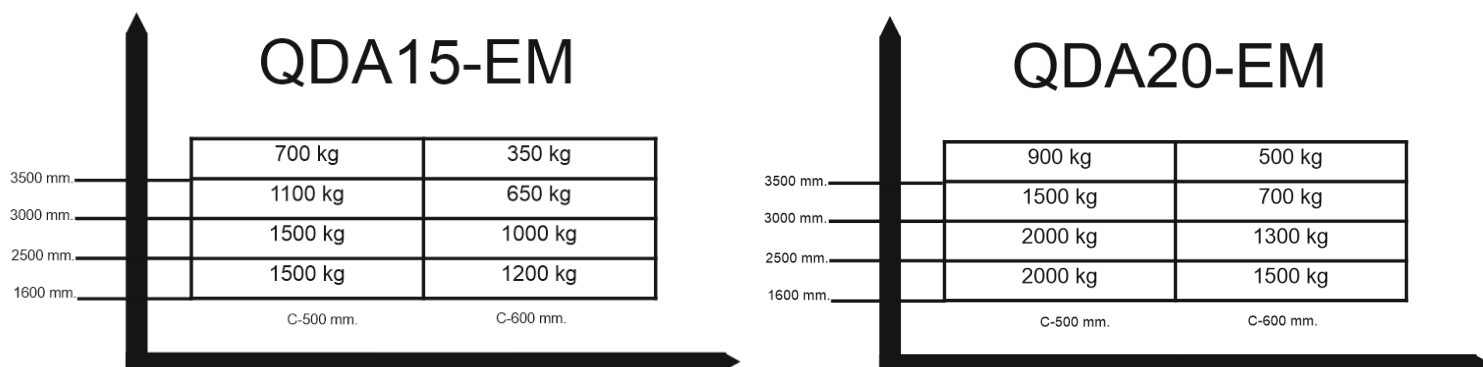 QDA15-EM
700 kg 350 kg
3500 mm.
1100 kg 650 kg
3000 mm.
1500 kg 1000 kg
2500 mm.
1500 kg 1200 kg
1600 mm.
C-500 mm. C-600 mm.
QDA20-EM
900 kg 500 kg
3500 mm.
1500 kg 700 kg
3000 mm.
2000 kg 1300 kg
2500 mm.
2000 kg 1500 kg
1600 mm.
C-500 mm. C-600 mm.